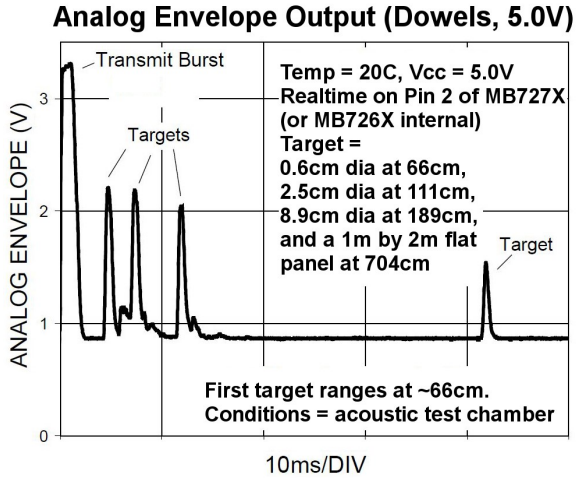 Analog Envelope Output (Dowels, 5.0V)
Transmit Burst
Temp = 20C, Vcc = 5.0V
Realtime on Pin 2 of MB727X
(or MB726X internal)
Target =
0.6cm dia at 66cm,
2.5cm dia at 111cm,
8.9cm dia at 189cm,
and a 1m by 2m flat
panel at 704cm
Targets
Target
ANALOG ENVELOPE (V)
3
2
1
0
First target ranges at ~66cm.
Conditions = acoustic test chamber
10ms/DIV